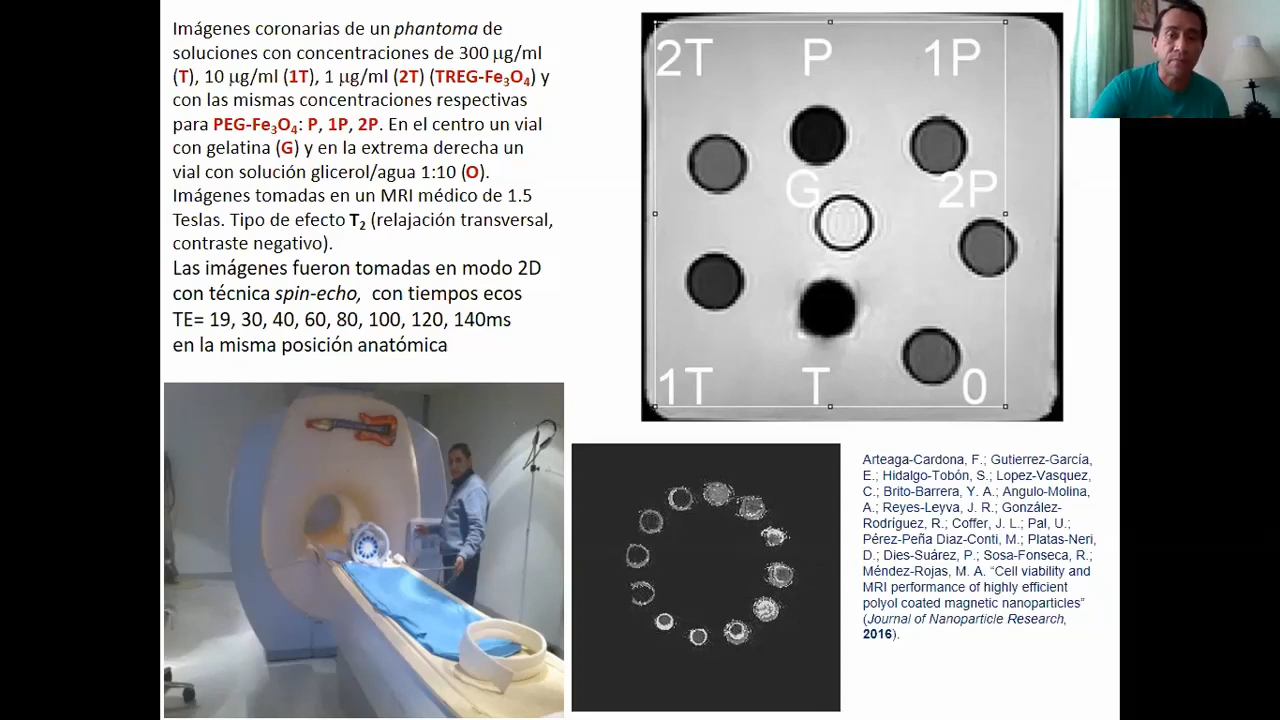 Imágenes coronarias de un phantoma de
soluciones con concentraciones de 300 μg/ml
(T), 10 μg/ml (1T), 1 μg/ml (2T) (TREG-Fe₃O₄) y
con las mismas concentraciones respectivas
para PEG-Fe₃O₄: P, 1P, 2P. En el centro un vial
con gelatina (G) y en la extrema derecha un
vial con solución glicerol/agua 1:10 (O).
Imágenes tomadas en un MRI médico de 1.5
Teslas. Tipo de efecto T₂ (relajación transversal,
contraste negativo).
Las imágenes fueron tomadas en modo 2D
con técnica spin-echo, con tiempos ecos
TE= 19, 30, 40, 60, 80, 100, 120, 140ms
en la misma posición anatómica
2T P 1P
G 2P
1T T 0
Arteaga-Cardona, F.; Gutierrez-García,
E.; Hidalgo-Tobón, S.; Lopez-Vasquez,
C.; Brito-Barrera, Y. A.; Angulo-Molina,
A.; Reyes-Leyva, J. R.; González-
Rodríguez, R.; Coffer, J. L.; Pal, U.;
Pérez-Peña Diaz-Conti, M.; Platas-Neri,
D.; Dies-Suárez, P.; Sosa-Fonseca, R.;
Méndez-Rojas, M. A. “Cell viability and
MRI performance of highly efficient
polyol coated magnetic nanoparticles”
(Journal of Nanoparticle Research,
2016).